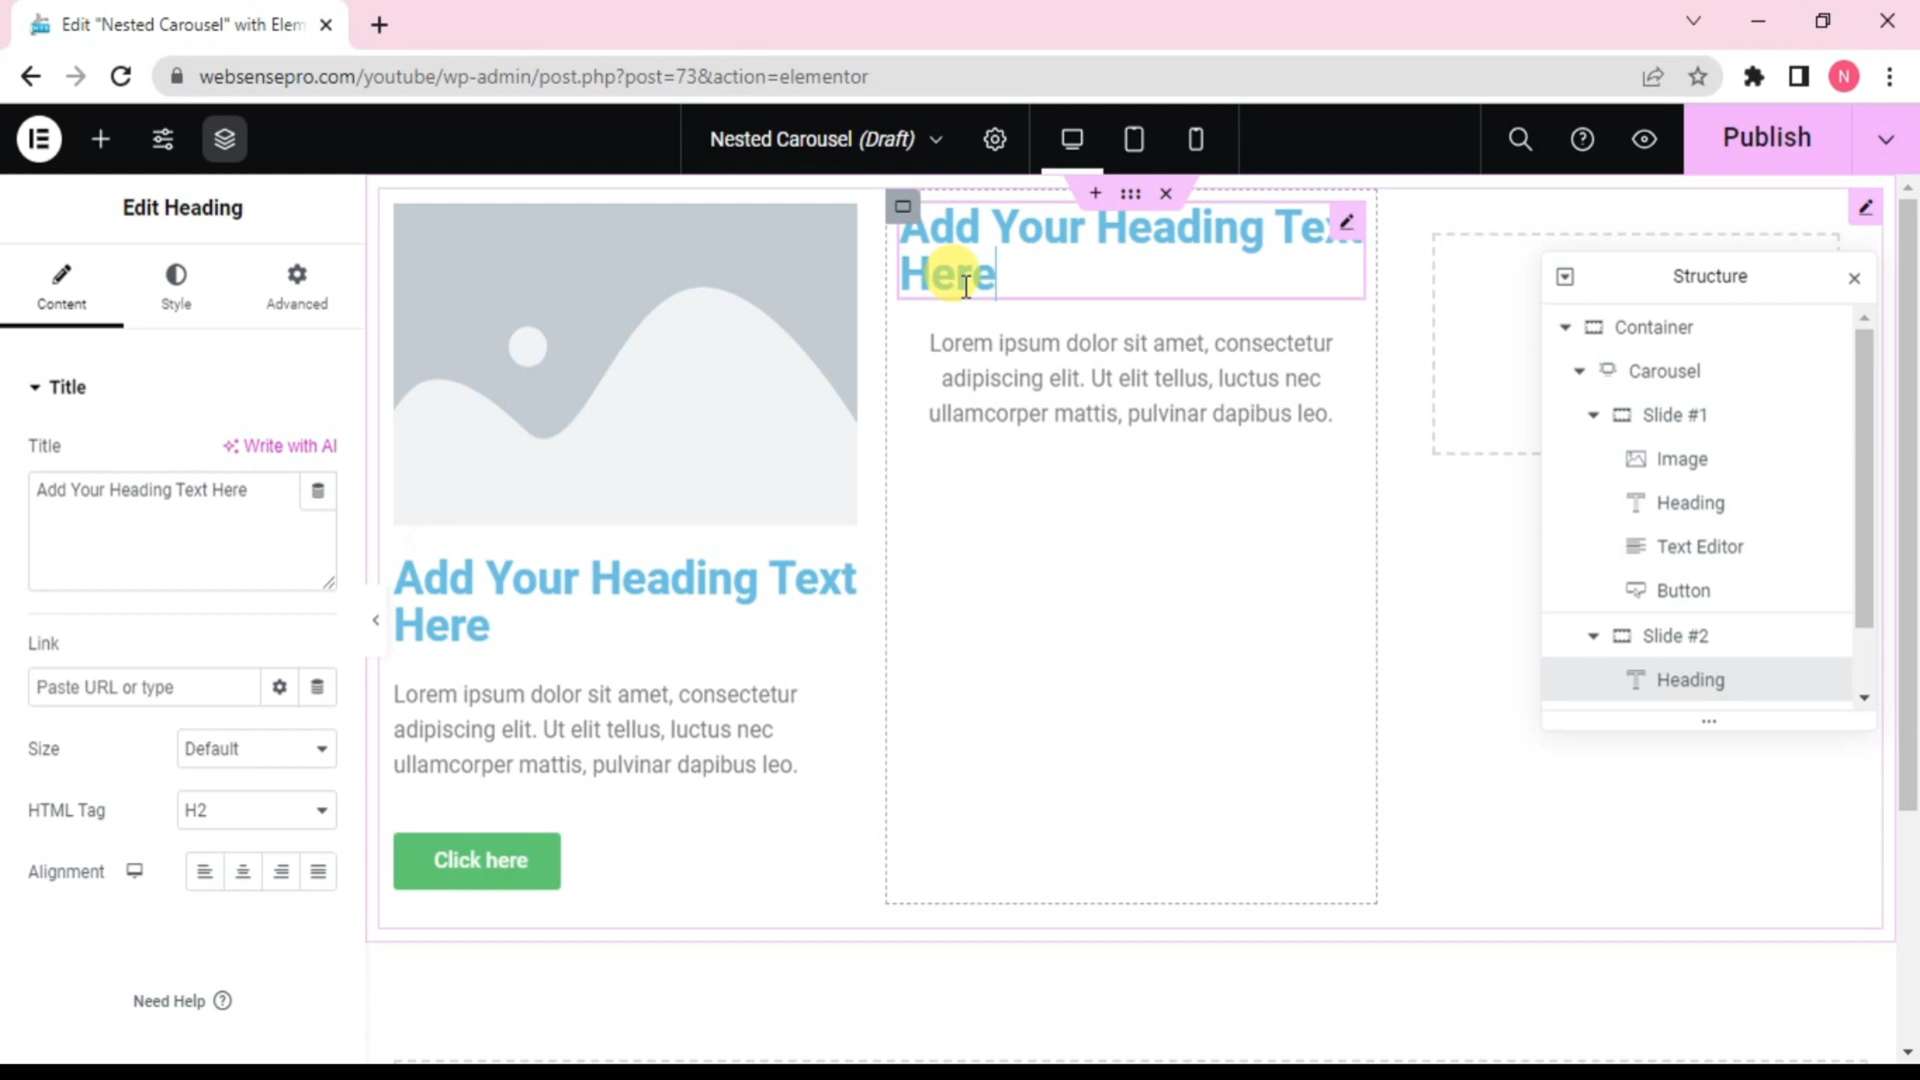 Edit "Nested Carousel" with Elem
websensepro.com/youtube/wp-admin/post.php?post=73&action=elementor
N
Nested Carousel (Draft)
Publish
Edit Heading
Content
Style
Advanced
Title
Title
Write with AI
Add Your Heading Text Here
Link
Paste URL or type
Size
Default
HTML Tag
H2
Alignment
Need Help
Add Your Heading Text
Here
Lorem ipsum dolor sit amet, consectetur
adipiscing elit. Ut elit tellus, luctus nec
ullamcorper mattis, pulvinar dapibus leo.
Click here
Add Your Heading Text
Here
Lorem ipsum dolor sit amet, consectetur
adipiscing elit. Ut elit tellus, luctus nec
ullamcorper mattis, pulvinar dapibus leo.
Structure
Container
Carousel
Slide #1
Image
Heading
Text Editor
Button
Slide #2
Heading